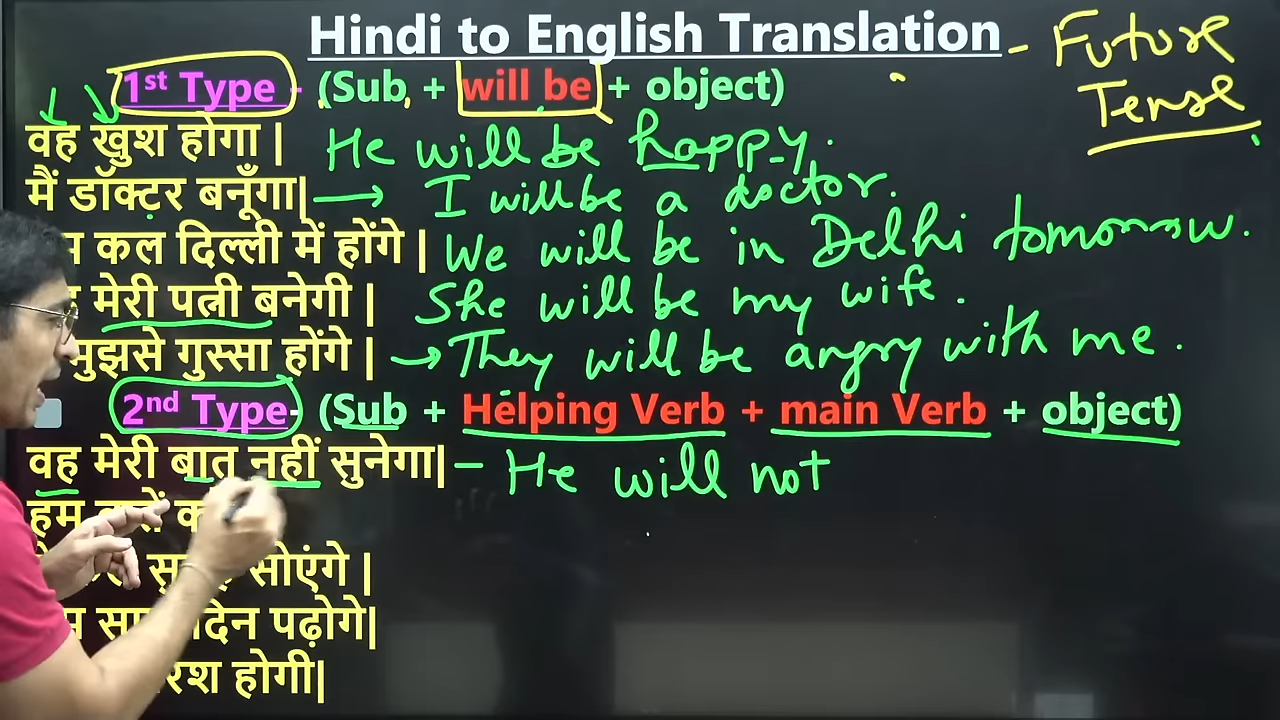 Hindi to English Translation - Future
Tense
1st Type - (Sub + will be + object)
वह खुश होगा | He will be happy.
मैं डॉक्टर बनूँगा| → I will be a doctor.
कल दिल्ली में होंगे | We will be in Delhi tomorrow.
मेरी पत्नी बनेगी | She will be my wife.
मुझसे गुस्सा होंगे | → They will be angry with me.
2nd Type- (Sub + Helping Verb + main Verb + object)
वह मेरी बात नहीं सुनेगा| - He will not
हम
सोएंगे |
दिन पढ़ोगे|
होगी|